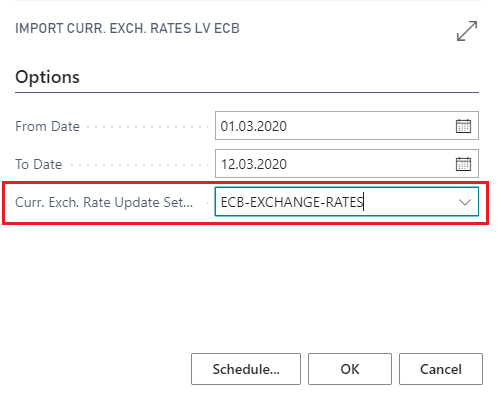 IMPORT CURR. EXCH. RATES LV ECB
Options
From Date 01.03.2020
To Date 12.03.2020
Curr. Exch. Rate Update Set... ECB-EXCHANGE-RATES
Schedule... OK Cancel